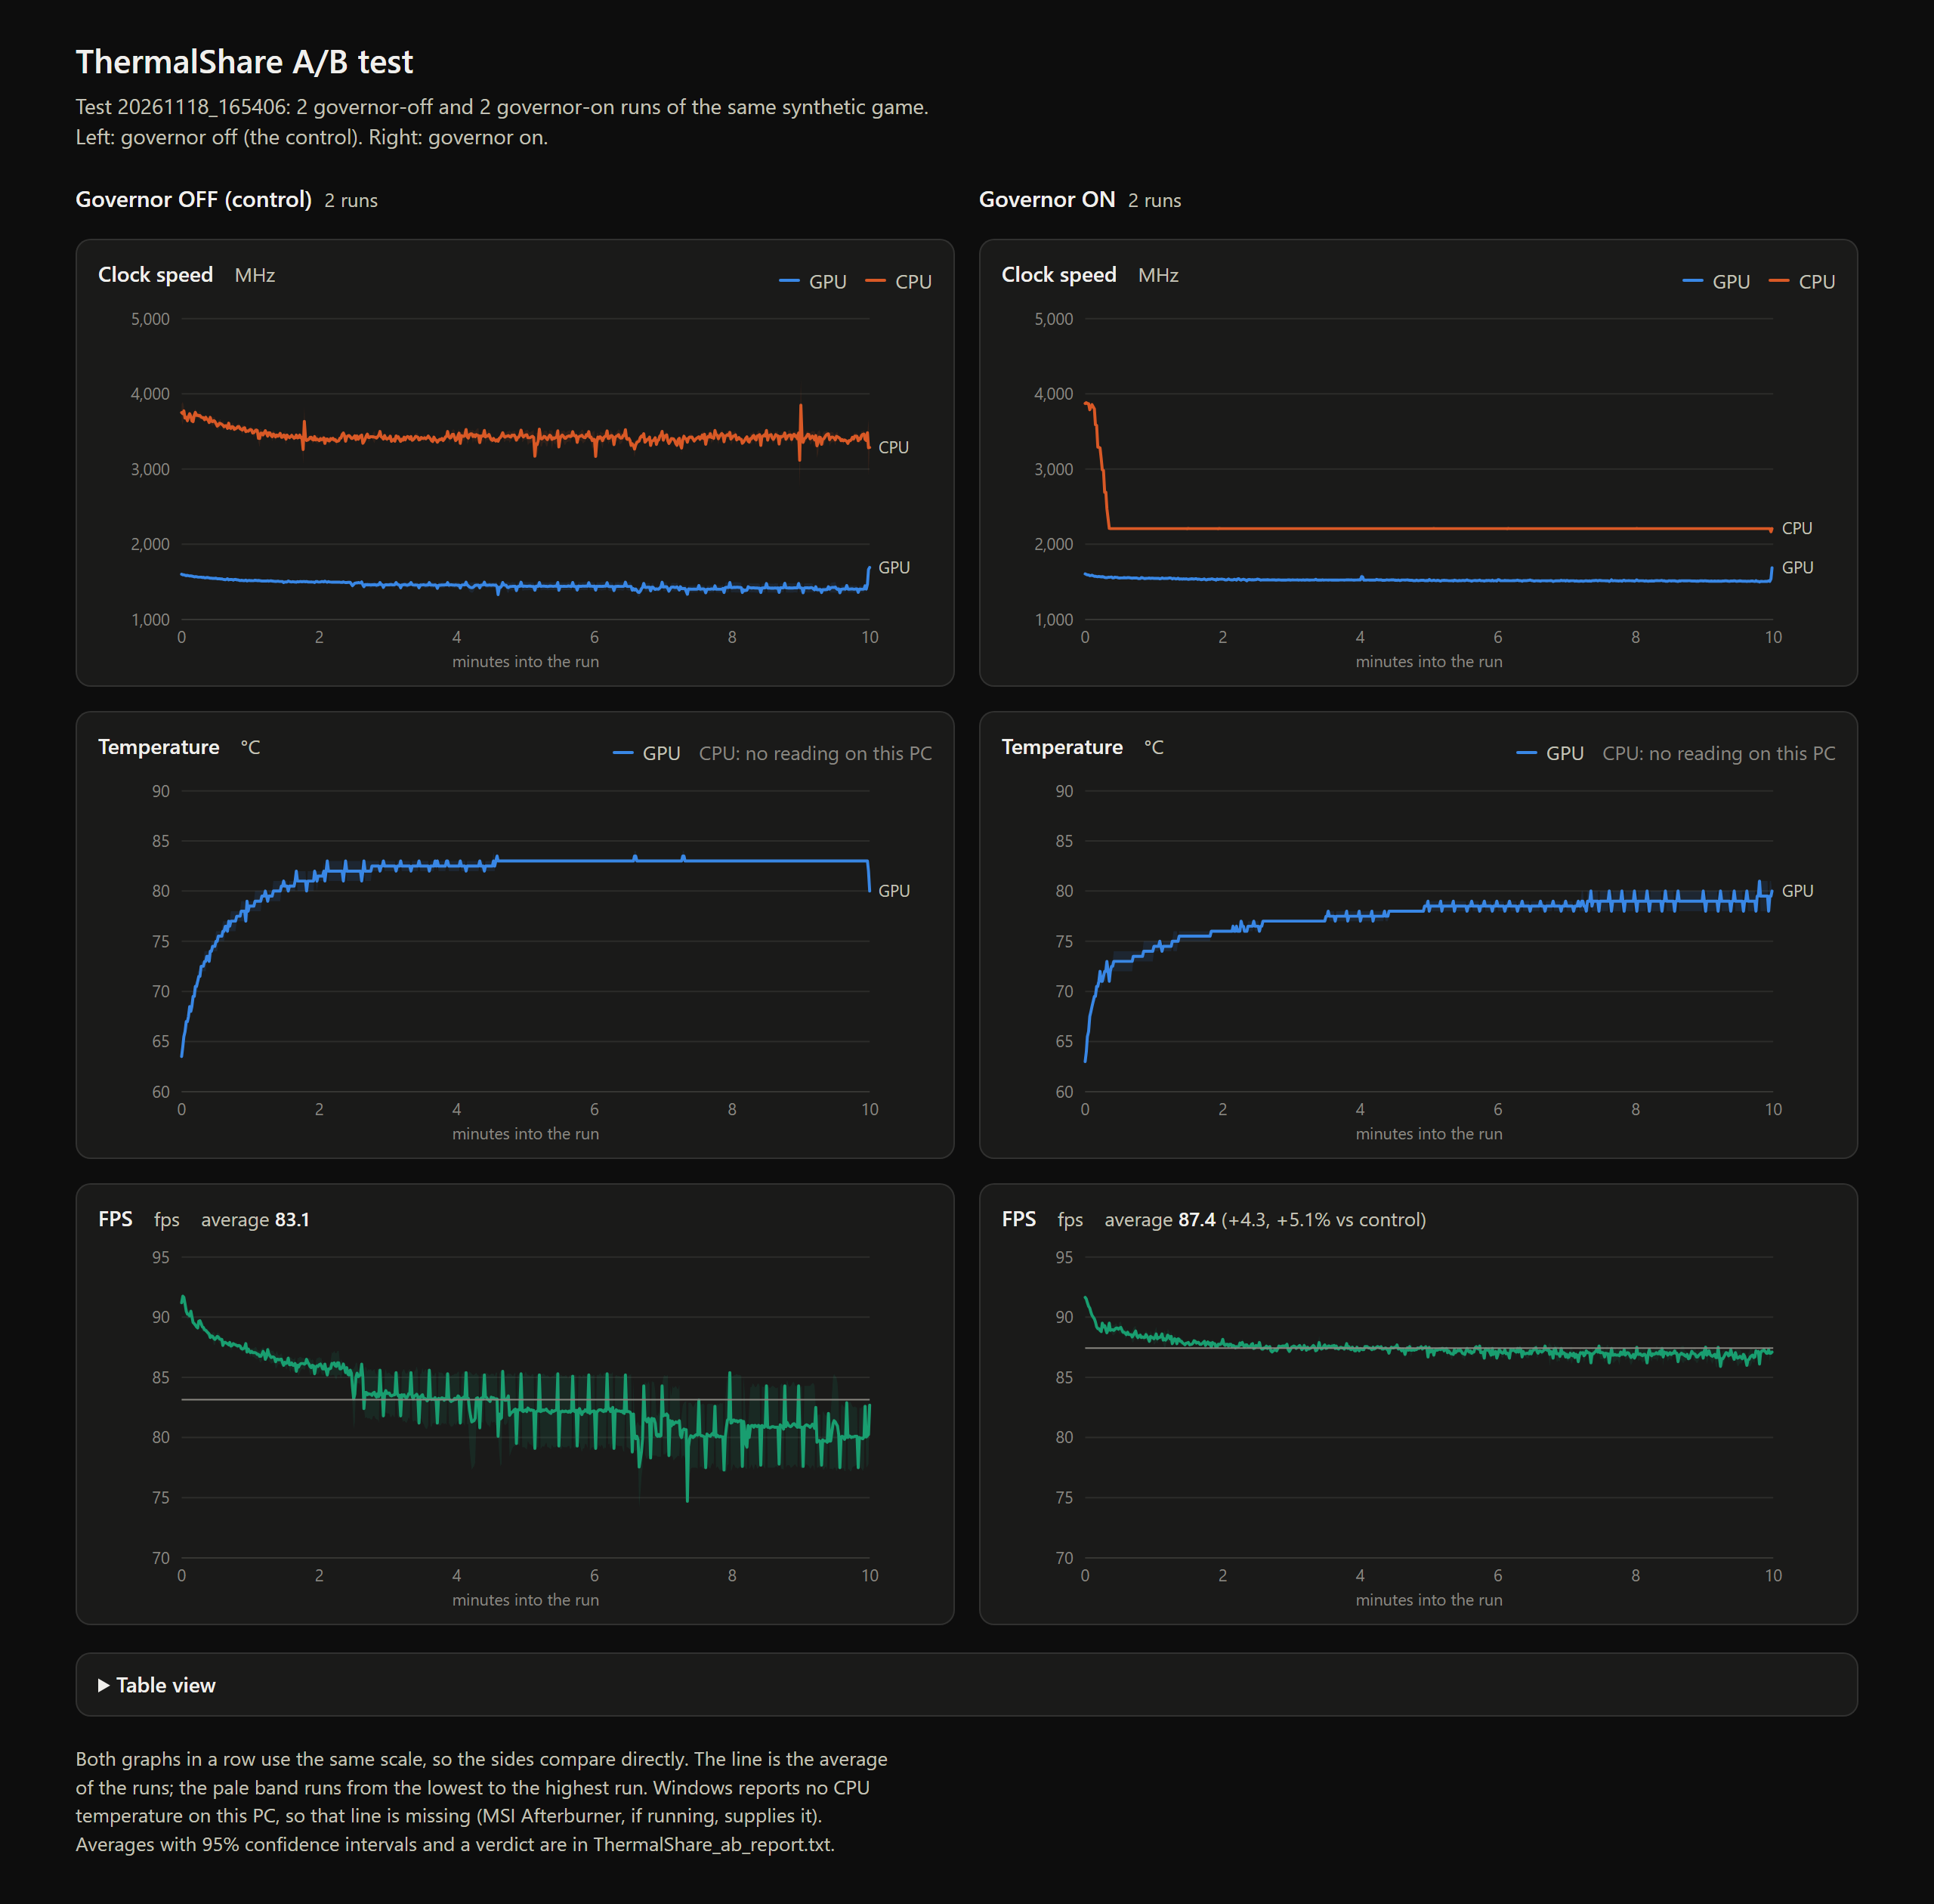 ThermalShare A/B test
Test 20261118_165406: 2 governor-off and 2 governor-on runs of the same synthetic game.
Left: governor off (the control). Right: governor on.
Governor OFF (control) 2 runs
Clock speed MHz
GPU CPU
5,000
4,000
3,000
2,000
1,000
CPU
GPU
0 2 4 6 8 10
minutes into the run
Temperature °C
GPU CPU: no reading on this PC
90
85
80
75
70
65
60
GPU
0 2 4 6 8 10
minutes into the run
FPS fps average 83.1
95
90
85
80
75
70
0 2 4 6 8 10
minutes into the run
Governor ON 2 runs
Clock speed MHz
GPU CPU
5,000
4,000
3,000
2,000
1,000
CPU
GPU
0 2 4 6 8 10
minutes into the run
Temperature °C
GPU CPU: no reading on this PC
90
85
80
75
70
65
60
GPU
0 2 4 6 8 10
minutes into the run
FPS fps average 87.4 (+4.3, +5.1% vs control)
95
90
85
80
75
70
0 2 4 6 8 10
minutes into the run
Table view
Both graphs in a row use the same scale, so the sides compare directly. The line is the average
of the runs; the pale band runs from the lowest to the highest run. Windows reports no CPU
temperature on this PC, so that line is missing (MSI Afterburner, if running, supplies it).
Averages with 95% confidence intervals and a verdict are in ThermalShare_ab_report.txt.